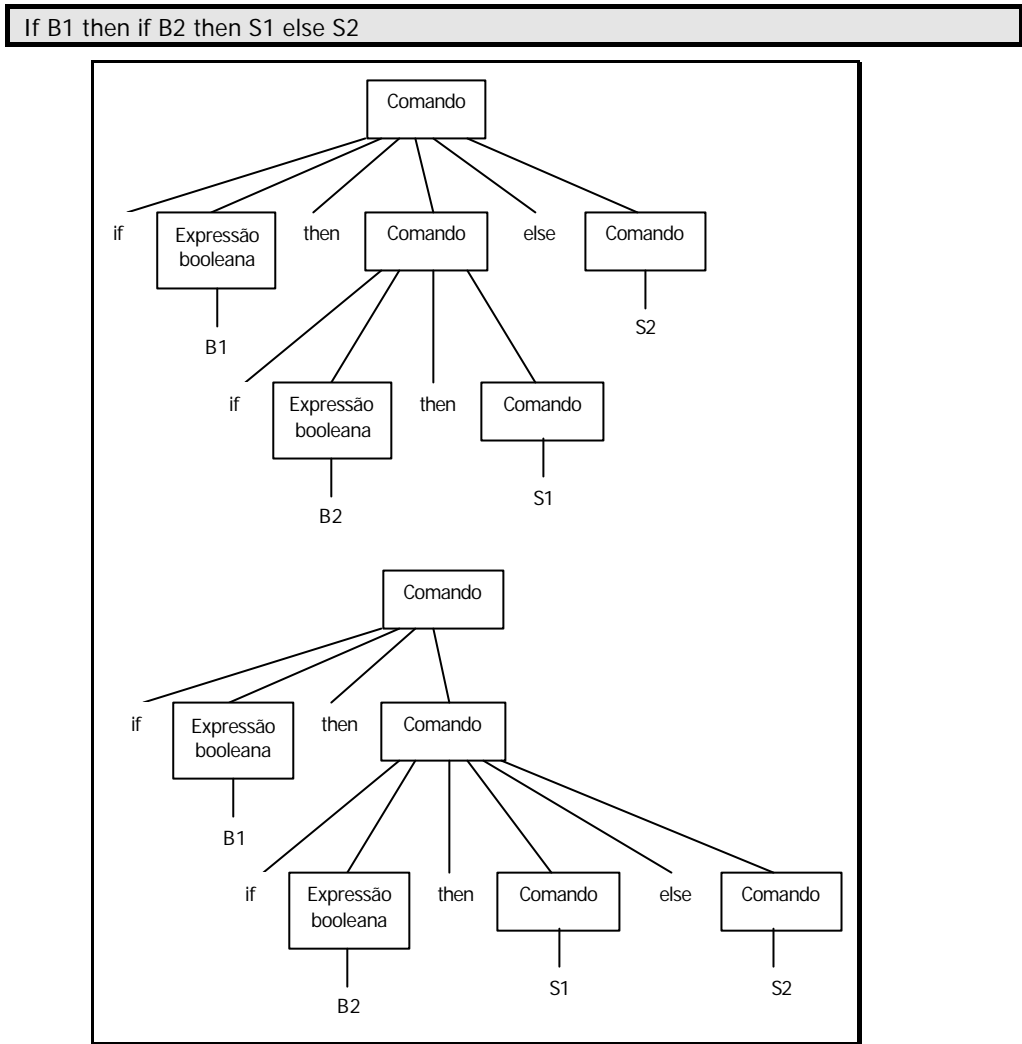 If B1 then if B2 then S1 else S2
Comando
if
Expressão
booleana
then
Comando
else
Comando
B1
S2
if
Expressão
booleana
then
Comando
B2
S1
Comando
if
Expressão
booleana
then
Comando
B1
if
Expressão
booleana
then
Comando
else
Comando
B2
S1
S2